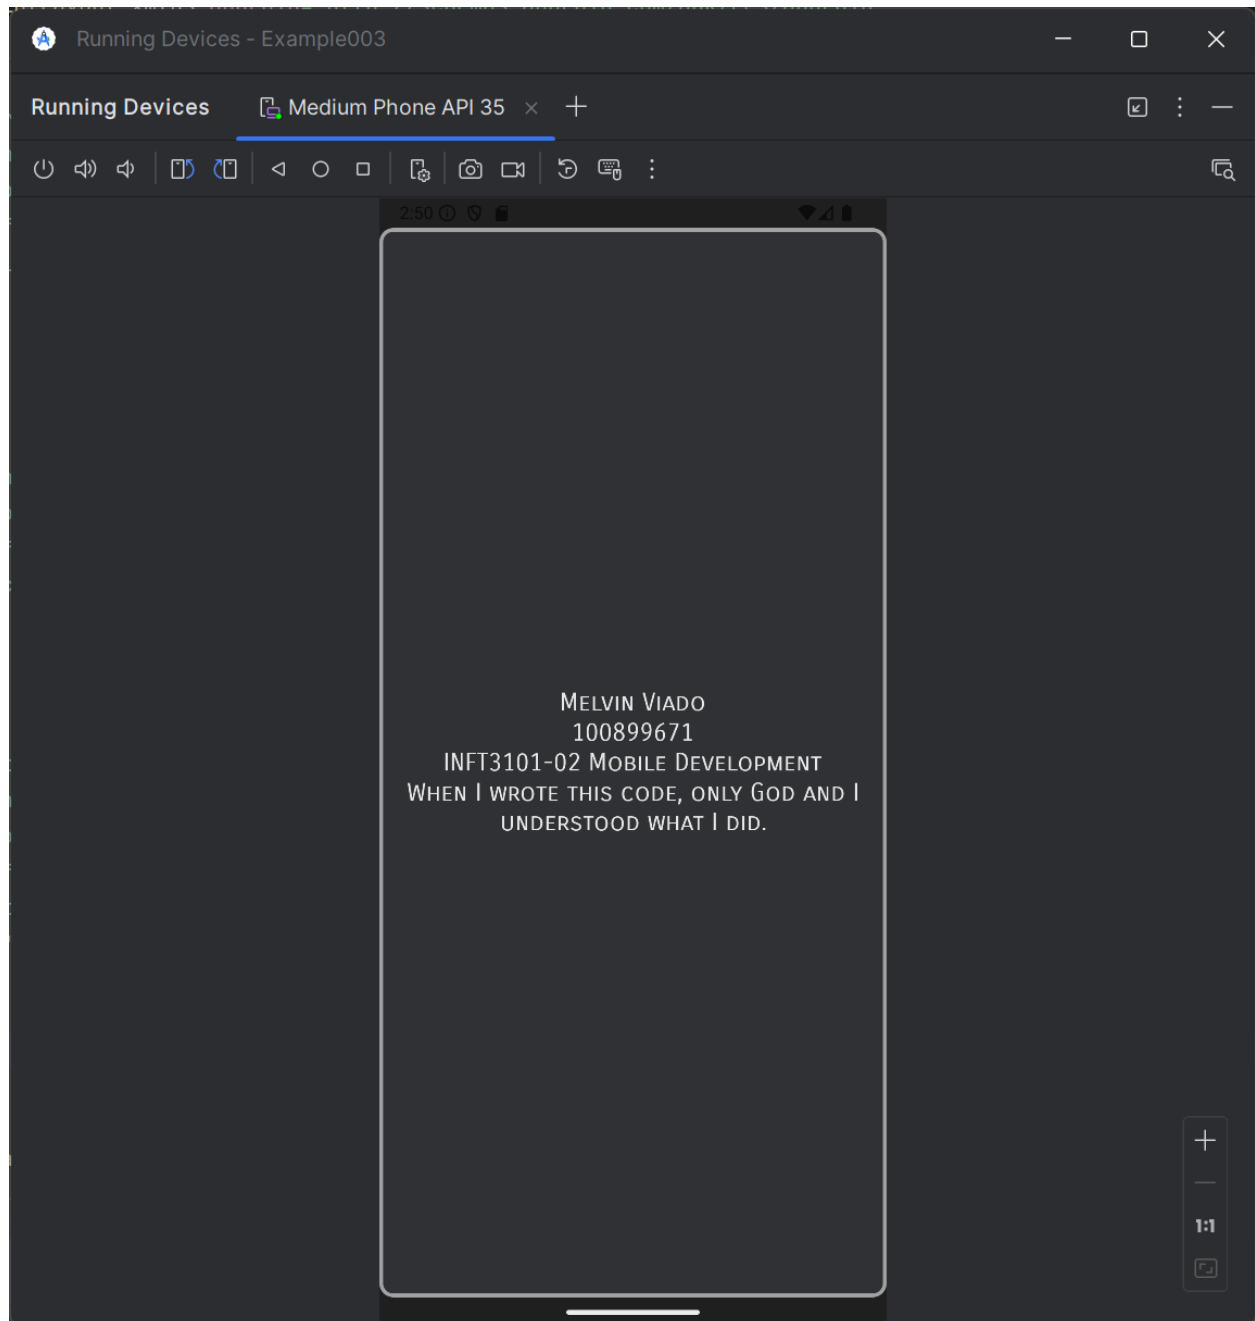 Running Devices - Example003
Running Devices Medium Phone API 35
2:50
Melvin Viado
100899671
INFT3101-02 Mobile Development
When I wrote this code, only God and I
understood what I did.
1:1